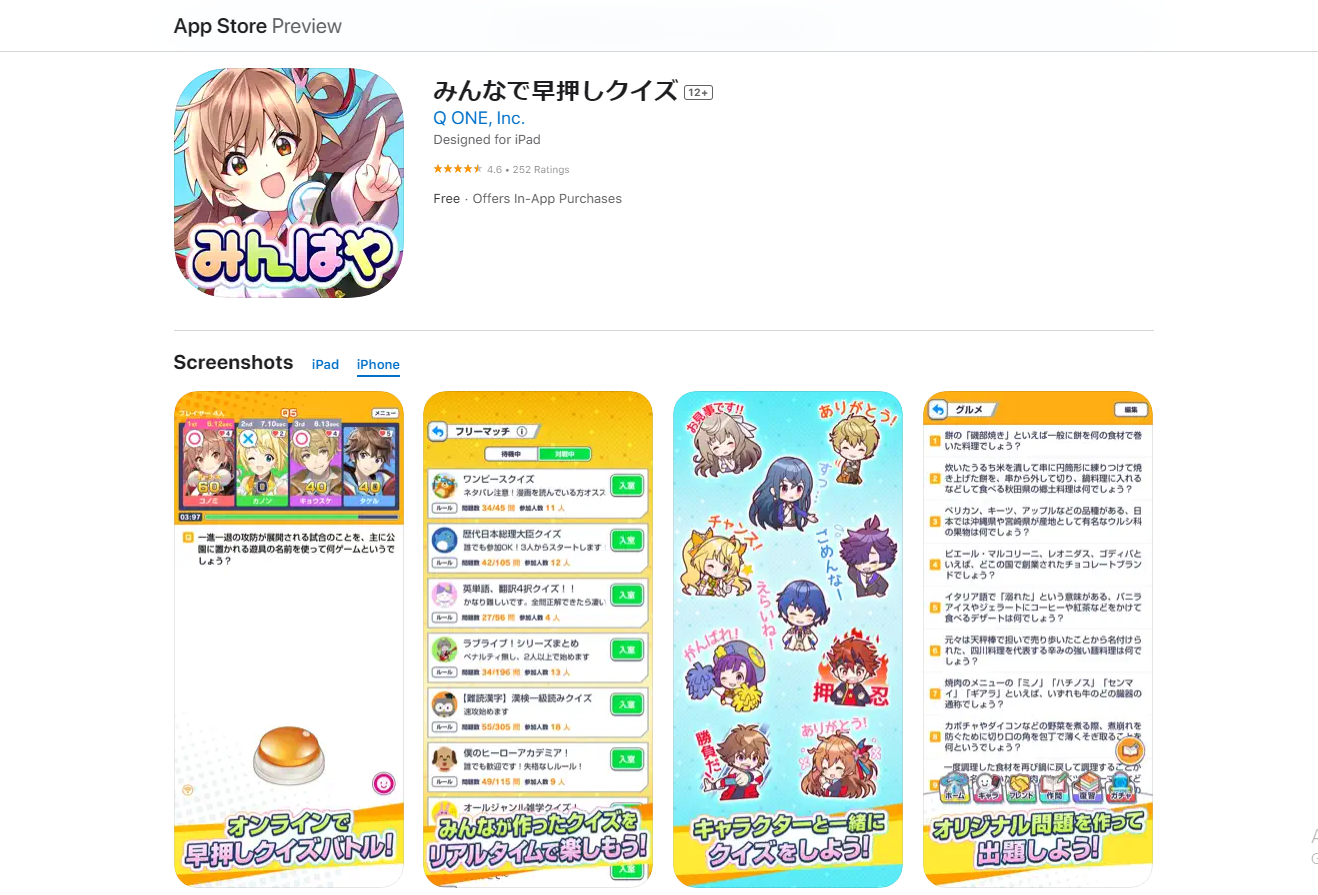 App Store Preview
みんはや
みんなで早押しクイズ 12+
Q ONE, Inc.
Designed for iPad
4.6 • 252 Ratings
Free · Offers In-App Purchases
Screenshots iPad iPhone
プレイヤー 4人 Q5 メニュー
1st 6.12sec 2nd 7.10sec 3rd 8.13sec
4 2 4 5
60 0 40 40
コノミ カノン キョウスケ タケル
03:97
Q 一進一退の攻防が展開される試合のことを、主に公
園に置かれる遊具の名前を使って何ゲームというで
しょう?
オンラインで
早押しクイズバトル!
フリーマッチ
待機中 対戦中
ワンピースクイズ
ネタバレ注意!漫画を読んでいる方オスス
ルール 問題数 34/45 問 参加人数 11 人
入室
歴代日本総理大臣クイズ
誰でも参加OK!3人からスタートします
ルール 問題数 42/105 問 参加人数 12 人
入室
英単語、翻訳4択クイズ!!
かなり難しいです。全問正解できたら凄い
ルール 問題数 27/56 問 参加人数 4 人
入室
ラブライブ!シリーズまとめ
ペナルティ無し、2人以上で始めます
ルール 問題数 34/196 問 参加人数 13 人
入室
【難読漢字】漢検一級読みクイズ
速攻始めます
ルール 問題数 55/305 問 参加人数 18 人
入室
僕のヒーローアカデミア!
誰でも歓迎です!失格なしルール!
ルール 問題数 49/115 問 参加人数 9 人
入室
オールジャンル雑学クイズ!
みんなが作ったクイズを
リアルタイムで楽しもう!
入室
お見事です!!
ありがとう!
すっ…
チャンス!
ごめんなー
えらいね!
がんばれ!
押忍
勝負だ!
ありがとう!
キャラクターと一緒に
クイズをしよう!
グルメ 編集
1 餅の「磯部焼き」といえば一般に餅を何の食材で巻
いた料理でしょう?
2 炊いたうるち米を潰して串に円筒形に練りつけて焼
き上げた餅を、串から外して切り、鍋料理に入れる
などして食べる秋田県の郷土料理は何でしょう?
3 ペリカン、キーツ、アップルなどの品種がある、日
本では沖縄県や宮崎県が産地として有名なウルシ科
の果物は何でしょう?
4 ピエール・マルコリーニ、レオニダス、ゴディバと
いえば、どこの国で創業されたチョコレートブラン
ドでしょう?
5 イタリア語で「溺れた」という意味がある、バニラ
アイスやジェラートにコーヒーや紅茶などをかけて
食べるデザートは何でしょう?
6 元々は天秤棒で担いで売り歩いたことから名付けら
れた、四川料理を代表する辛みの強い麺料理は何で
しょう?
7 焼肉のメニューの「ミノ」「ハチノス」「センマ
イ」「ギアラ」といえば、いずれも牛のどの臓器の
通称でしょう?
8 カボチャやダイコンなどの野菜を煮る際、煮崩れを
防ぐために切り口の角を包丁で薄くそぎ取ることを
何というでしょう?
9 一度調理した食材を再び鍋に戻して調理することか
ホーム キャラ フレンド 作問 復習 ガチャ
オリジナル問題を作って
出題しよう!